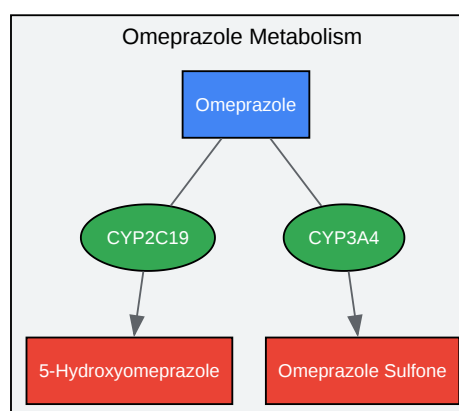 Omeprazole Metabolism
Omeprazole
CYP2C19
CYP3A4
5-Hydroxyomeprazole
Omeprazole Sulfone